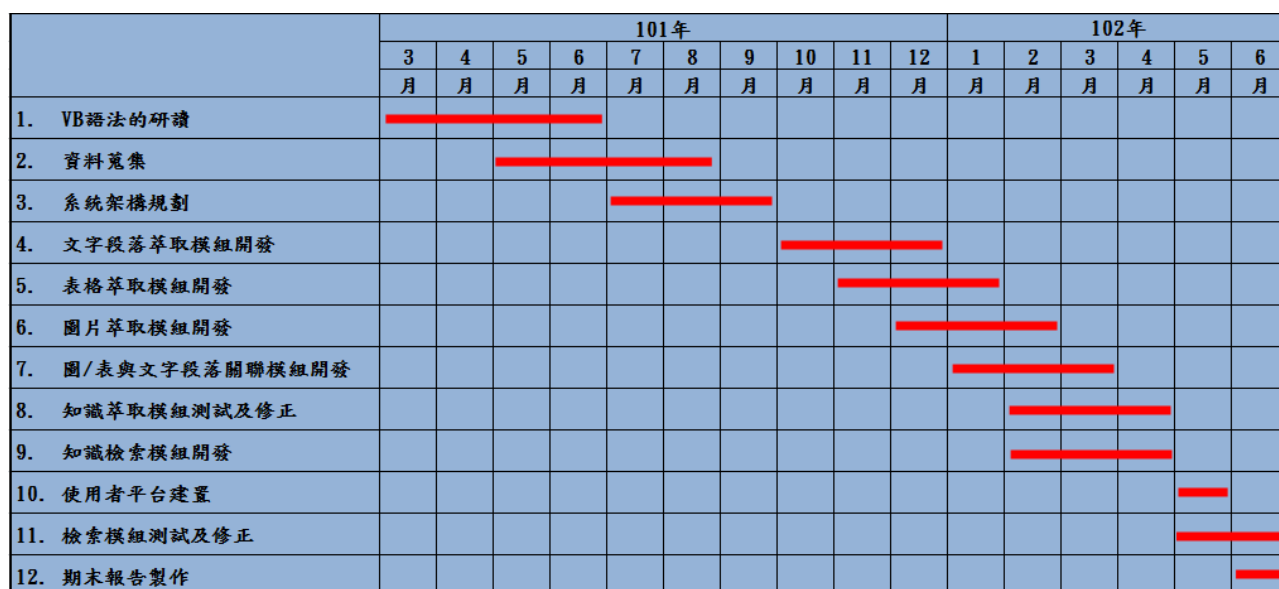 101年 102年
3 4 5 6 7 8 9 10 11 12 1 2 3 4 5 6
月 月 月 月 月 月 月 月 月 月 月 月 月 月 月 月
1. VB語法的研讀
2. 資料蒐集
3. 系統架構規劃
4. 文字段落萃取模組開發
5. 表格萃取模組開發
6. 圖片萃取模組開發
7. 圖/表與文字段落關聯模組開發
8. 知識萃取模組測試及修正
9. 知識檢索模組開發
10. 使用者平台建置
11. 檢索模組測試及修正
12. 期末報告製作